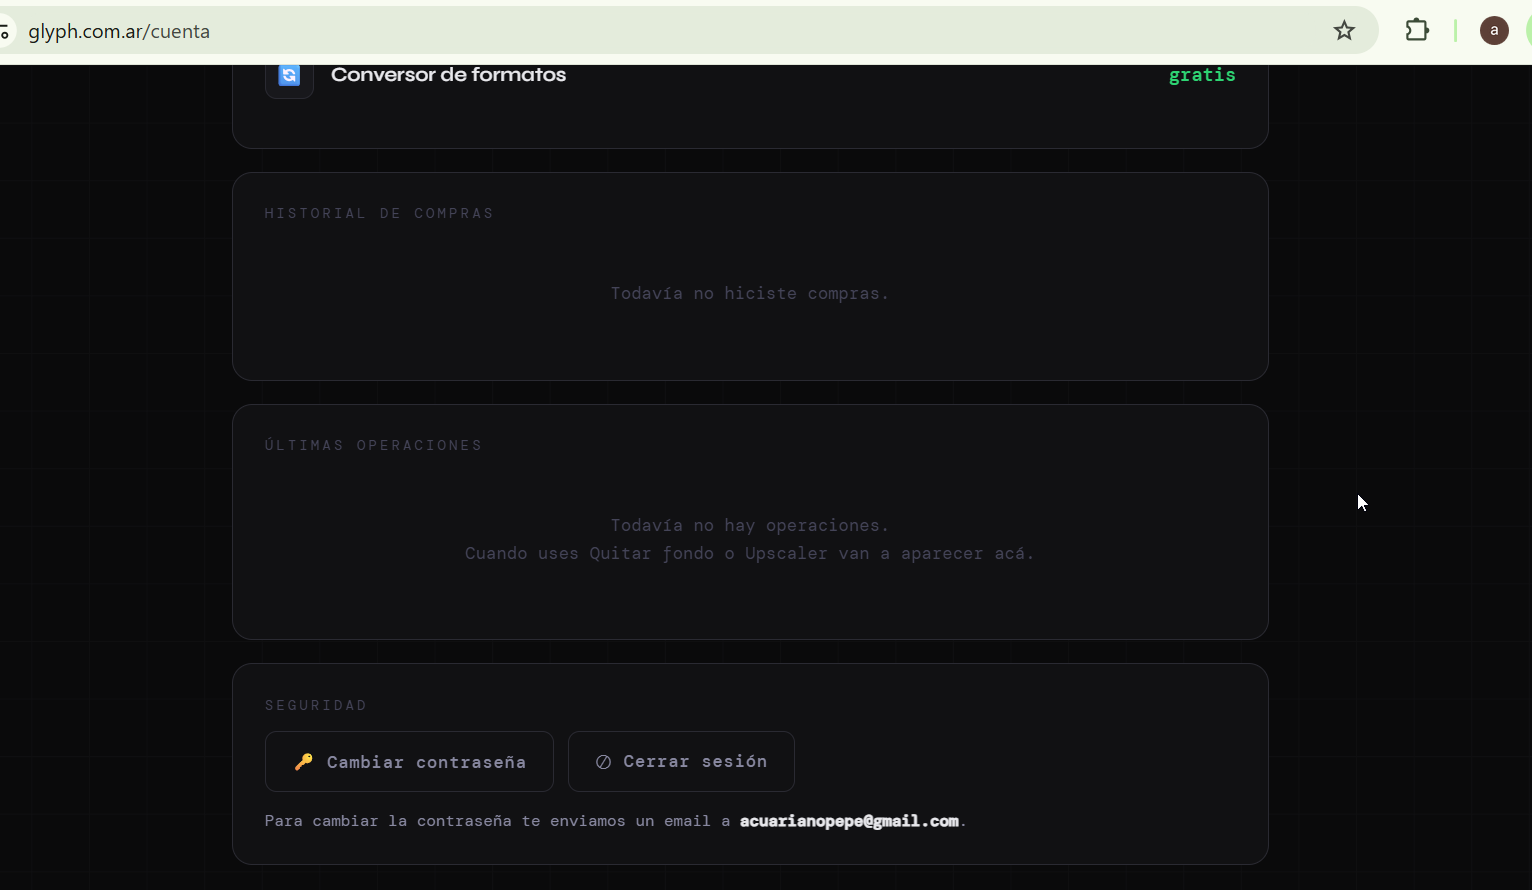 glyph.com.ar/cuenta
a
Conversor de formatos
gratis
HISTORIAL DE COMPRAS
Todavía no hiciste compras.
ÚLTIMAS OPERACIONES
Todavía no hay operaciones.
Cuando uses Quitar fondo o Upscaler van a aparecer acá.
SEGURIDAD
Cambiar contraseña
Cerrar sesión
Para cambiar la contraseña te enviamos un email a acuarianopepe@gmail.com.